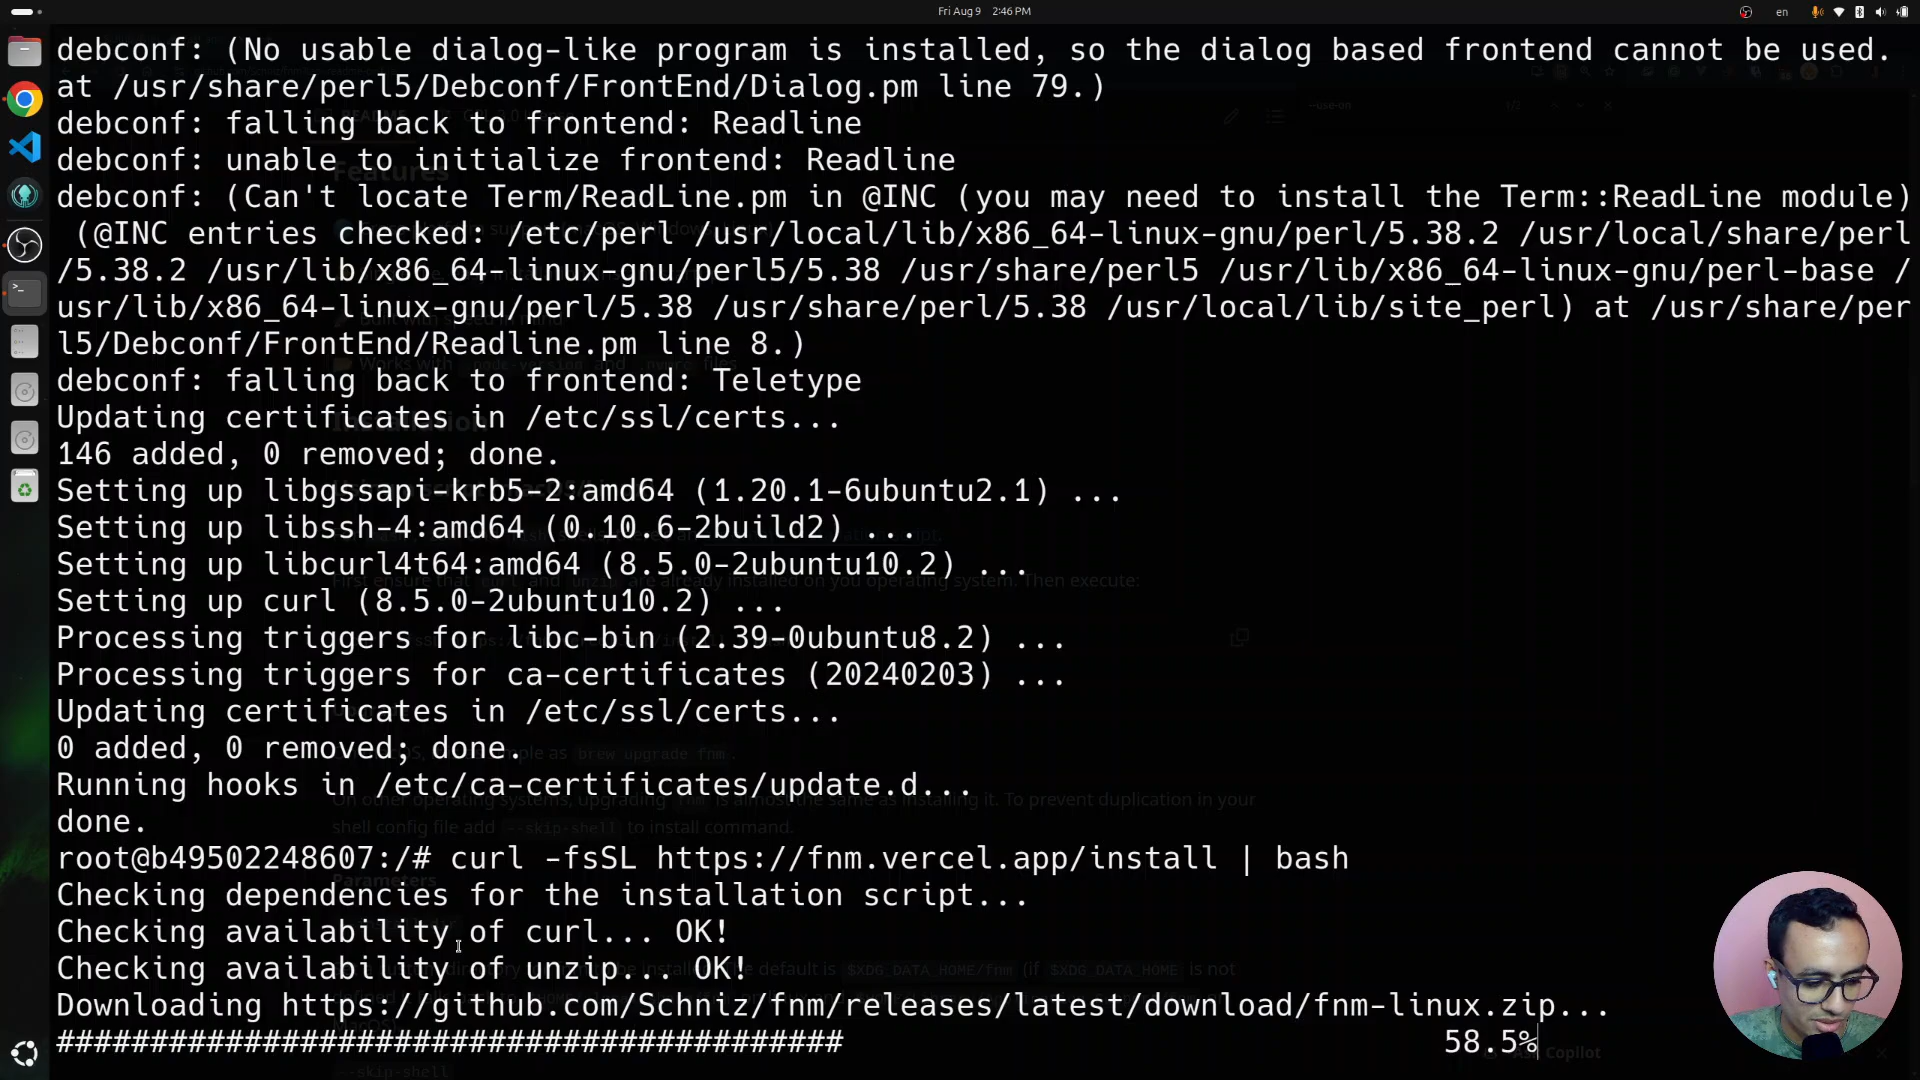 Fri Aug 9 2:46 PM
en
debconf: (No usable dialog-like program is installed, so the dialog based frontend cannot be used.
at /usr/share/perl5/Debconf/FrontEnd/Dialog.pm line 79.)
debconf: falling back to frontend: Readline
debconf: unable to initialize frontend: Readline
debconf: (Can't locate Term/ReadLine.pm in @INC (you may need to install the Term::ReadLine module)
(@INC entries checked: /etc/perl /usr/local/lib/x86_64-linux-gnu/perl/5.38.2 /usr/local/share/perl
/5.38.2 /usr/lib/x86_64-linux-gnu/perl5/5.38 /usr/share/perl5 /usr/lib/x86_64-linux-gnu/perl-base /
usr/lib/x86_64-linux-gnu/perl/5.38 /usr/share/perl/5.38 /usr/local/lib/site_perl) at /usr/share/per
l5/Debconf/FrontEnd/Readline.pm line 8.)
debconf: falling back to frontend: Teletype
Updating certificates in /etc/ssl/certs...
146 added, 0 removed; done.
Setting up libgssapi-krb5-2:amd64 (1.20.1-6ubuntu2.1) ...
Setting up libssh-4:amd64 (0.10.6-2build2) ...
Setting up libcurl4t64:amd64 (8.5.0-2ubuntu10.2) ...
Setting up curl (8.5.0-2ubuntu10.2) ...
Processing triggers for libc-bin (2.39-0ubuntu8.2) ...
Processing triggers for ca-certificates (20240203) ...
Updating certificates in /etc/ssl/certs...
0 added, 0 removed; done.
Running hooks in /etc/ca-certificates/update.d...
done.
root@b49502248607:/# curl -fsSL https://fnm.vercel.app/install | bash
Checking dependencies for the installation script...
Checking availability of curl... OK!
Checking availability of unzip... OK!
Downloading https://github.com/Schniz/fnm/releases/latest/download/fnm-linux.zip...
########################################## 58.5%